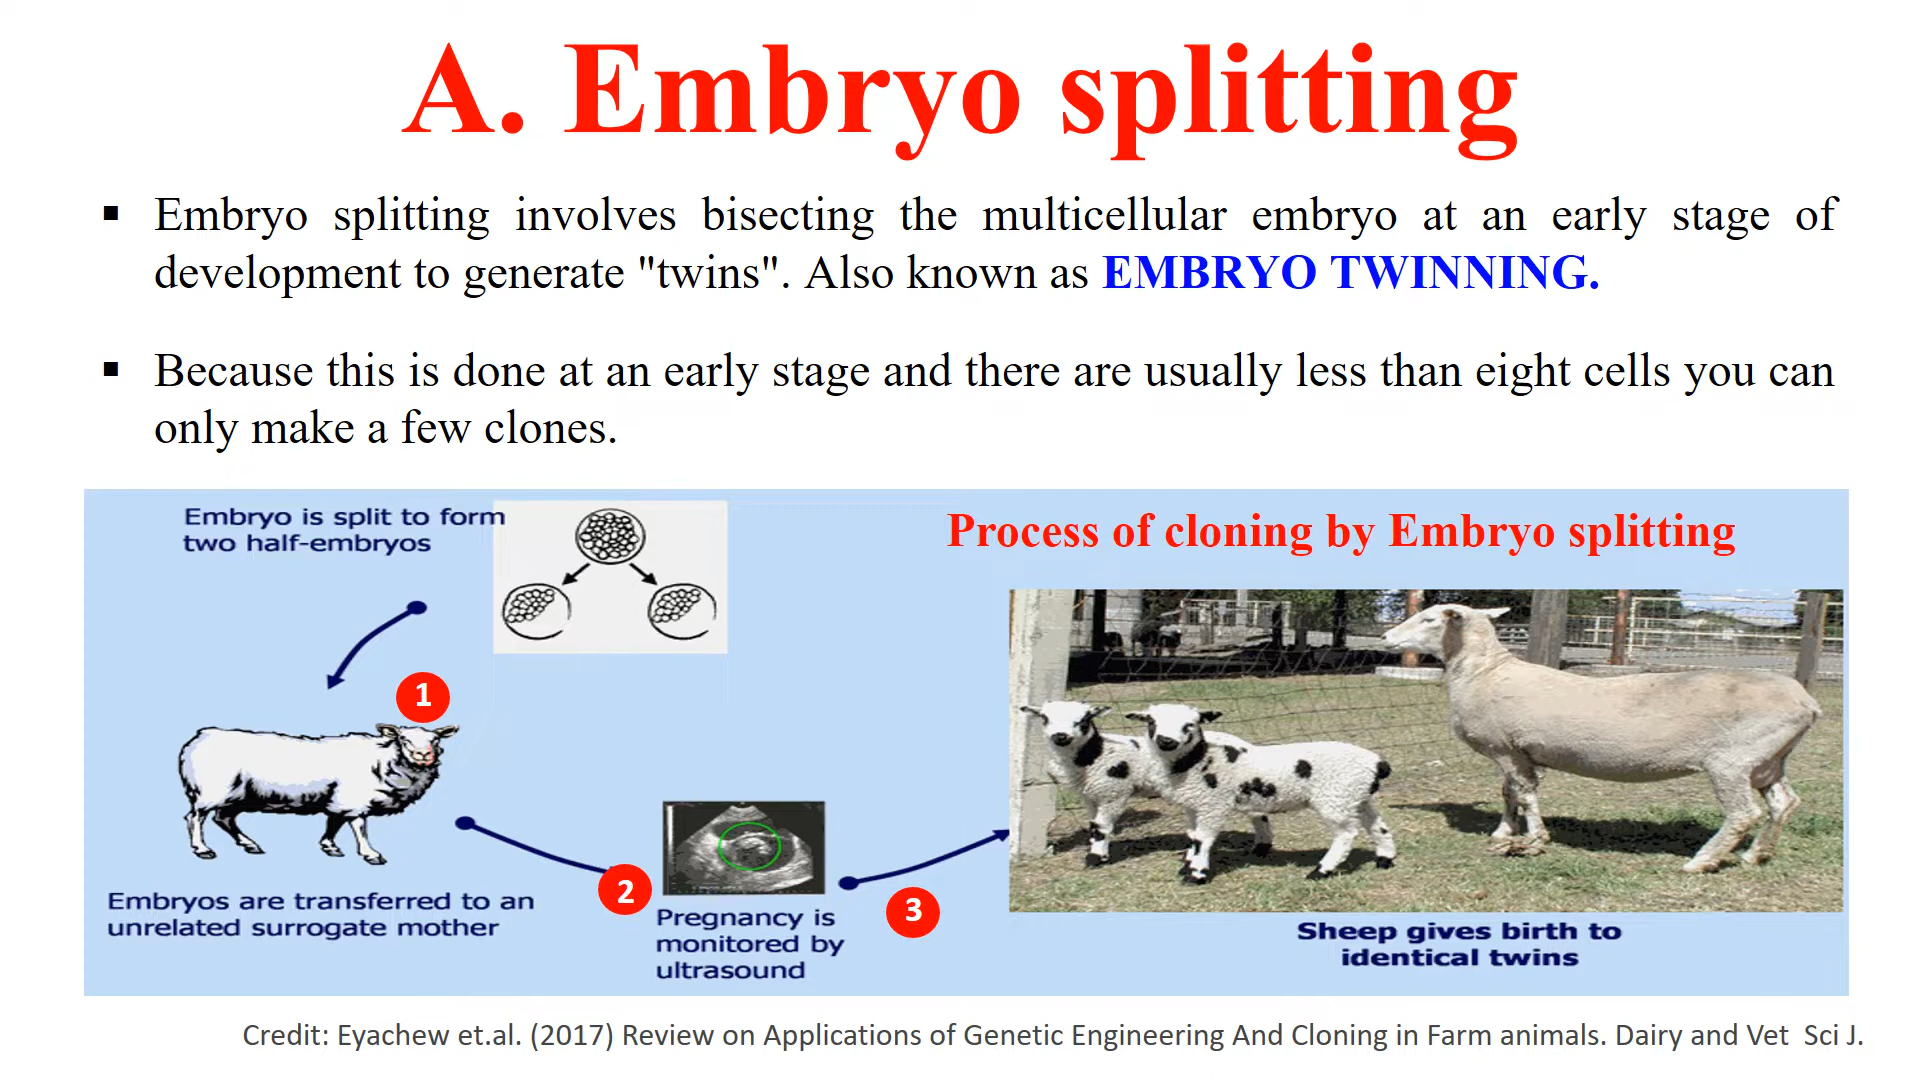 A. Embryo splitting
▪ Embryo splitting involves bisecting the multicellular embryo at an early stage of
development to generate "twins". Also known as EMBRYO TWINNING.
▪ Because this is done at an early stage and there are usually less than eight cells you can
only make a few clones.
Embryo is split to form
two half-embryos
Process of cloning by Embryo splitting
1
Embryos are transferred to an
unrelated surrogate mother
2
Pregnancy is
monitored by
ultrasound
3
Sheep gives birth to
identical twins
Credit: Eyachew et.al. (2017) Review on Applications of Genetic Engineering And Cloning in Farm animals. Dairy and Vet  Sci J.